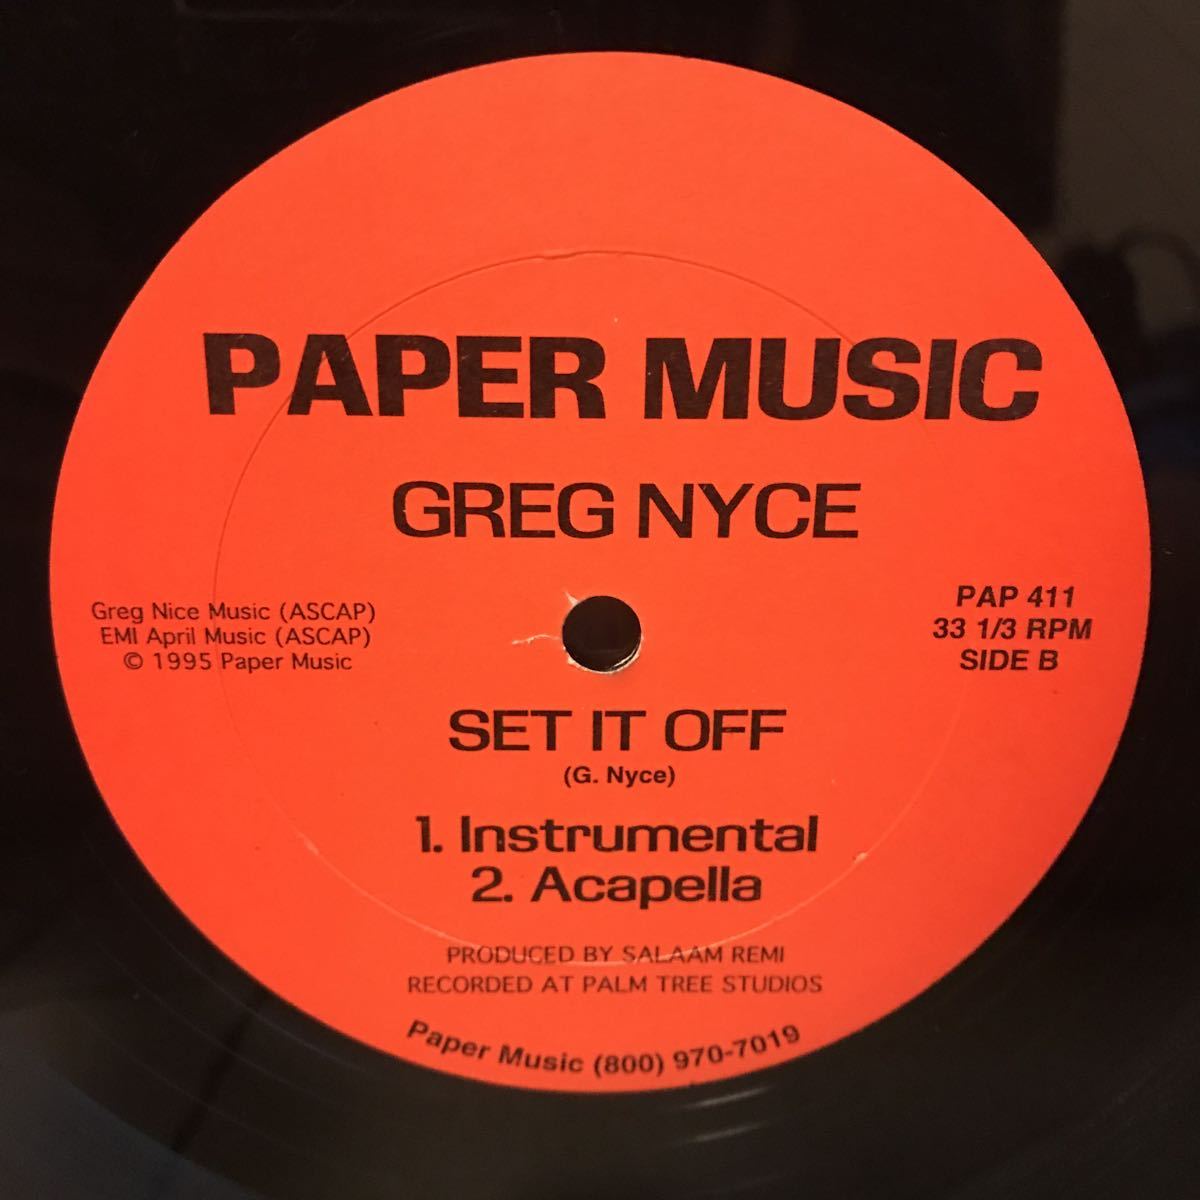 PAPER MUSIC
GREG NYCE
Greg Nice Music (ASCAP)
EMI April Music (ASCAP)
© 1995 Paper Music
PAP 411
33 1/3 RPM
SIDE B
SET IT OFF
(G. Nyce)
1. Instrumental
2. Acapella
PRODUCED BY SALAAM REMI
RECORDED AT PALM TREE STUDIOS
Paper Music (800) 970-7019